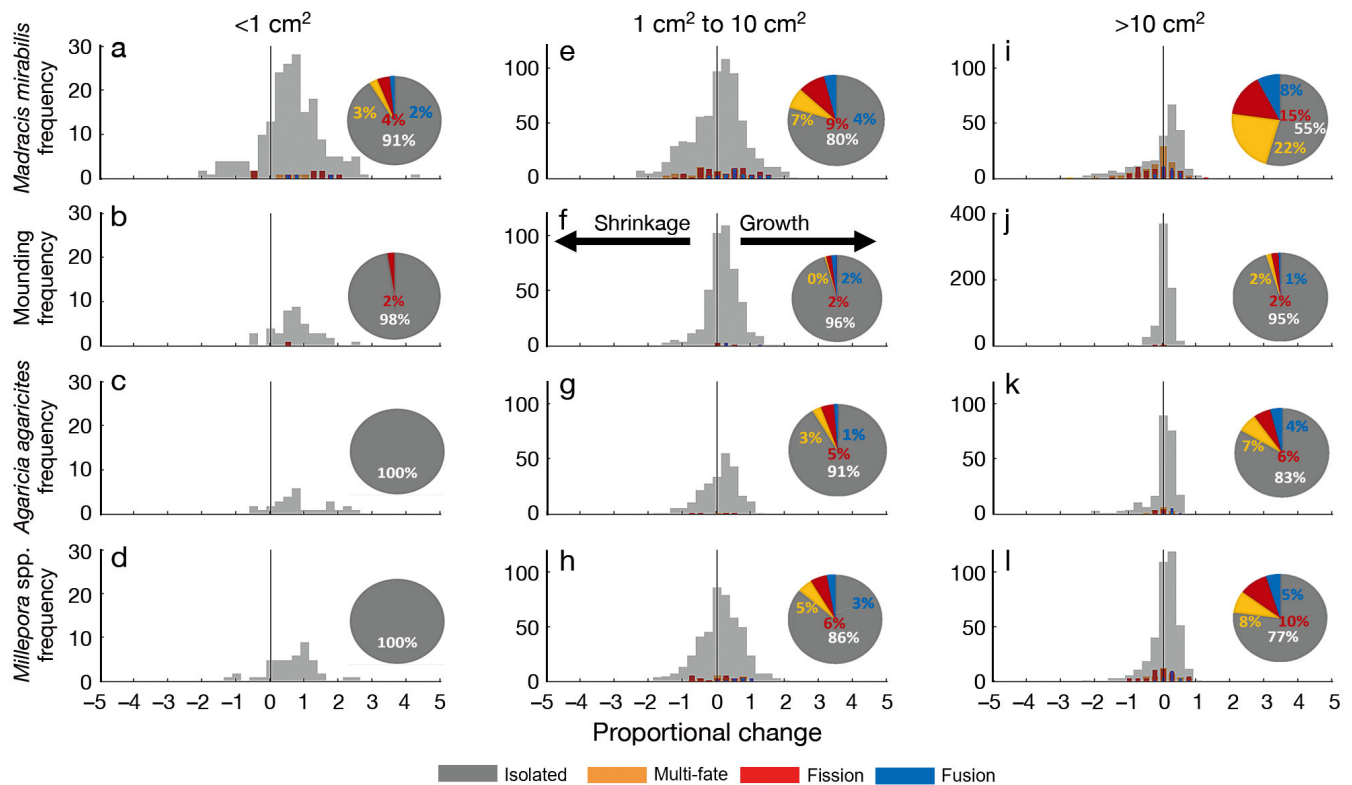 <1 cm²
1 cm² to 10 cm²
>10 cm²
Madracis mirabilis
frequency
a
30
20
10
0
3%
4%
2%
91%
e
100
50
0
7%
9%
4%
80%
i
100
50
0
8%
15%
55%
22%
Mounding
frequency
b
30
20
10
0
2%
98%
f
Shrinkage
Growth
100
50
0
0%
2%
2%
96%
j
400
200
0
2%
1%
2%
95%
Agaricia agaricites
frequency
c
30
20
10
0
100%
g
100
50
0
3%
1%
5%
91%
k
100
50
0
4%
7%
6%
83%
Millepora spp.
frequency
d
30
20
10
0
100%
h
100
50
0
5%
3%
6%
86%
l
100
50
0
5%
8%
10%
77%
−5 −4 −3 −2 −1 0 1 2 3 4 5
−5 −4 −3 −2 −1 0 1 2 3 4 5
−5 −4 −3 −2 −1 0 1 2 3 4 5
Proportional change
Isolated Multi-fate Fission Fusion